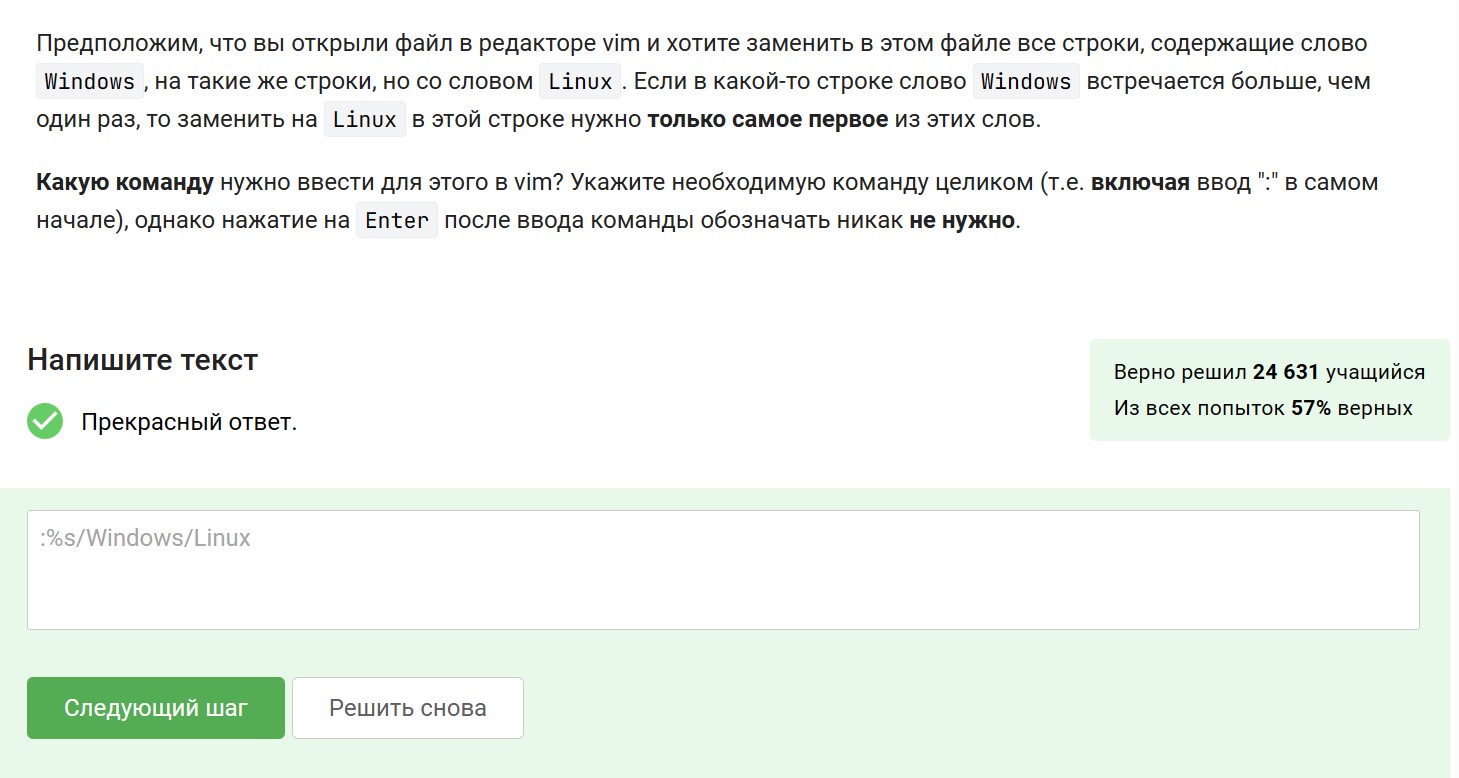 Предположим, что вы открыли файл в редакторе vim и хотите заменить в этом файле все строки, содержащие слово
Windows, на такие же строки, но со словом Linux. Если в какой-то строке слово Windows встречается больше, чем
один раз, то заменить на Linux в этой строке нужно только самое первое из этих слов.
Какую команду нужно ввести для этого в vim? Укажите необходимую команду целиком (т.е. включая ввод ":" в самом
начале), однако нажатие на Enter после ввода команды обозначать никак не нужно.
Напишите текст
Прекрасный ответ.
Верно решил 24 631 учащийся
Из всех попыток 57% верных
:%s/Windows/Linux
Следующий шаг
Решить снова